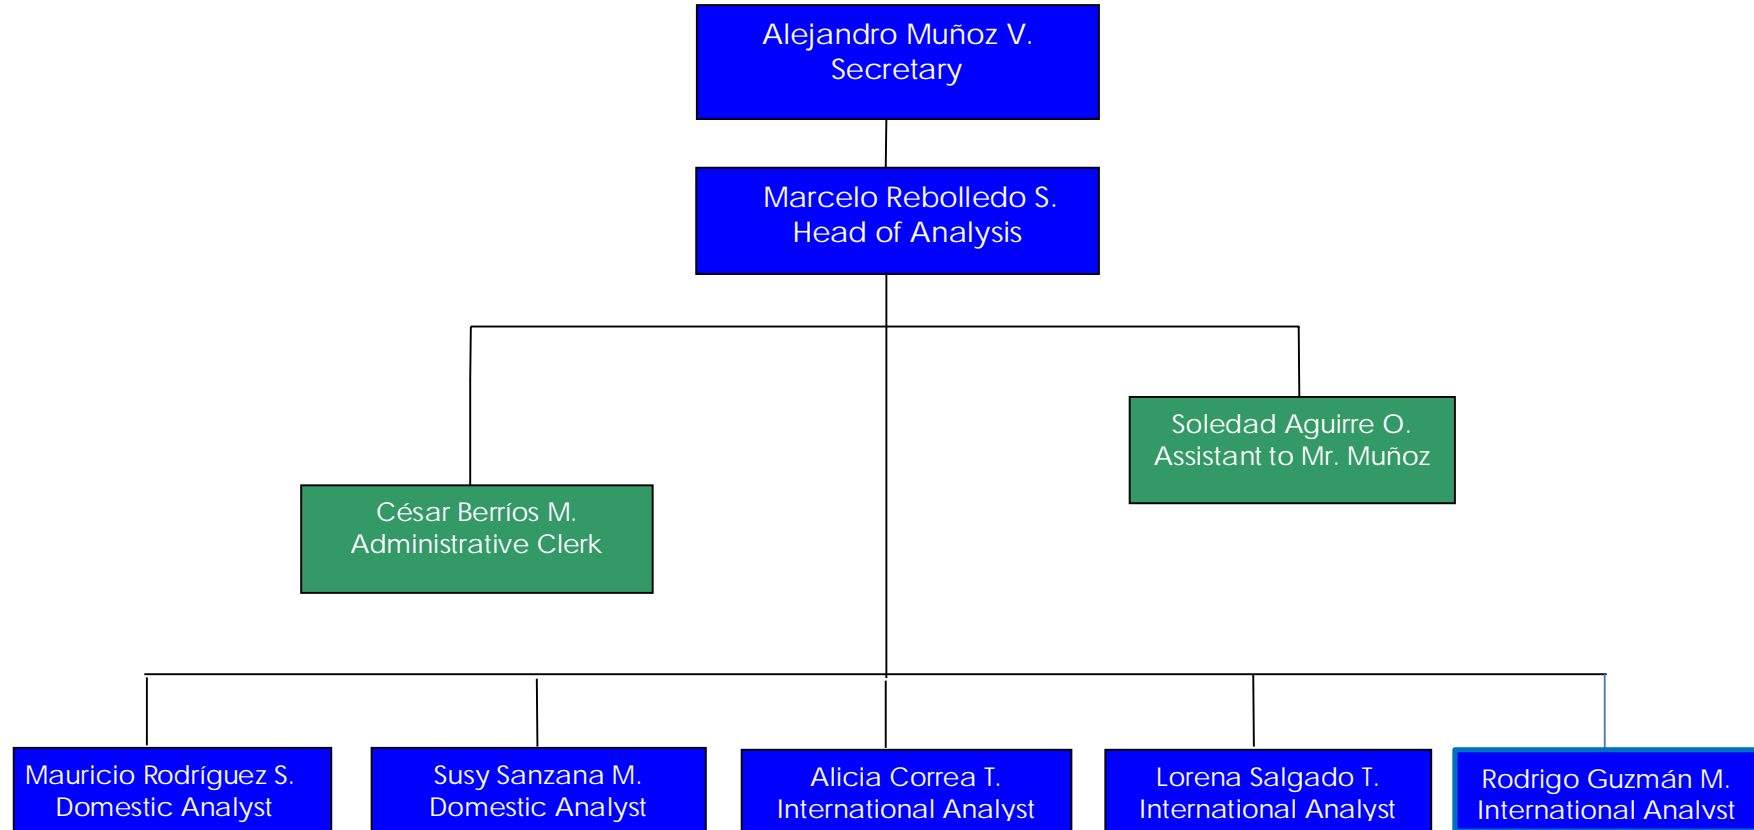 Alejandro Muñoz V.
Secretary
Marcelo Rebolledo S.
Head of Analysis
Soledad Aguirre O.
Assistant to Mr. Muñoz
César Berríos M.
Administrative Clerk
Mauricio Rodríguez S.
Domestic Analyst
Susy Sanzana M.
Domestic Analyst
Alicia Correa T.
International Analyst
Lorena Salgado T.
International Analyst
Rodrigo Guzmán M.
International Analyst